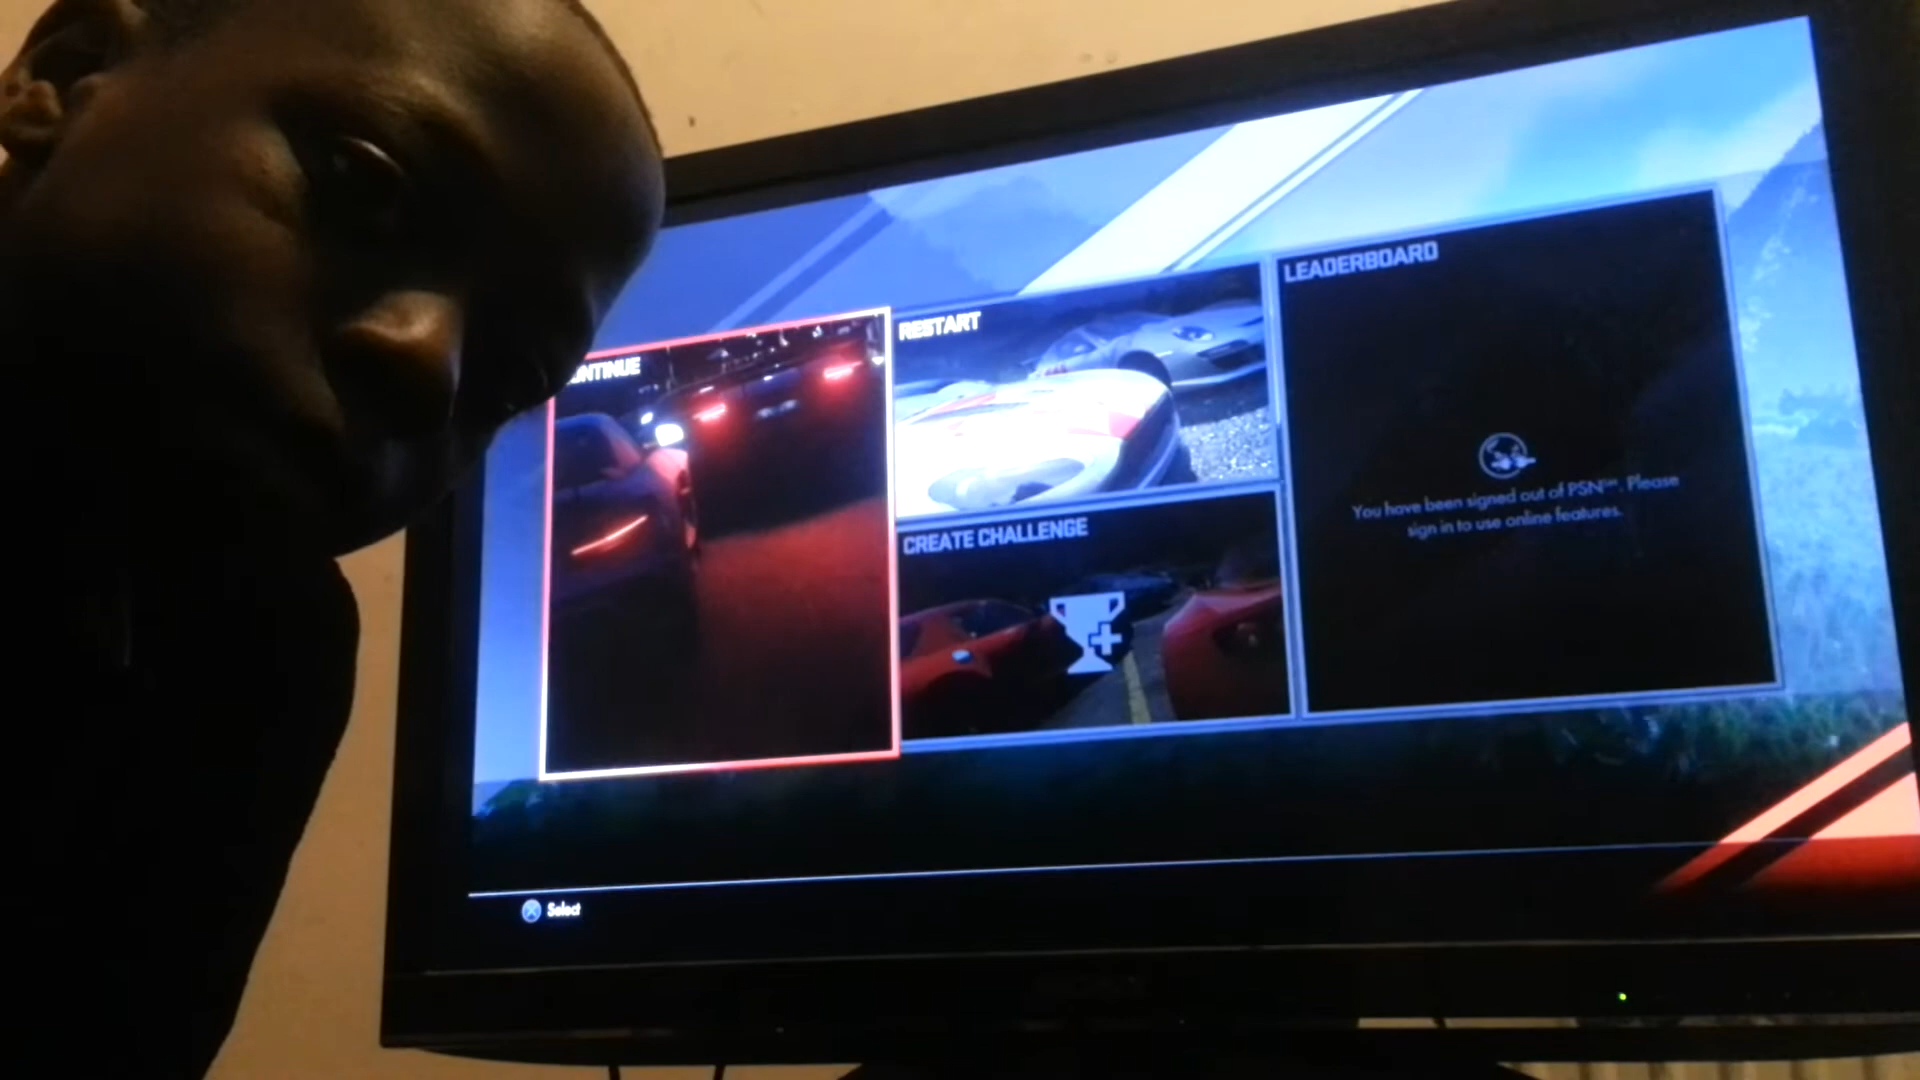 CONTINUE
RESTART
CREATE CHALLENGE
LEADERBOARD
You have been signed out of PSN℠. Please
sign in to use online features.
Select